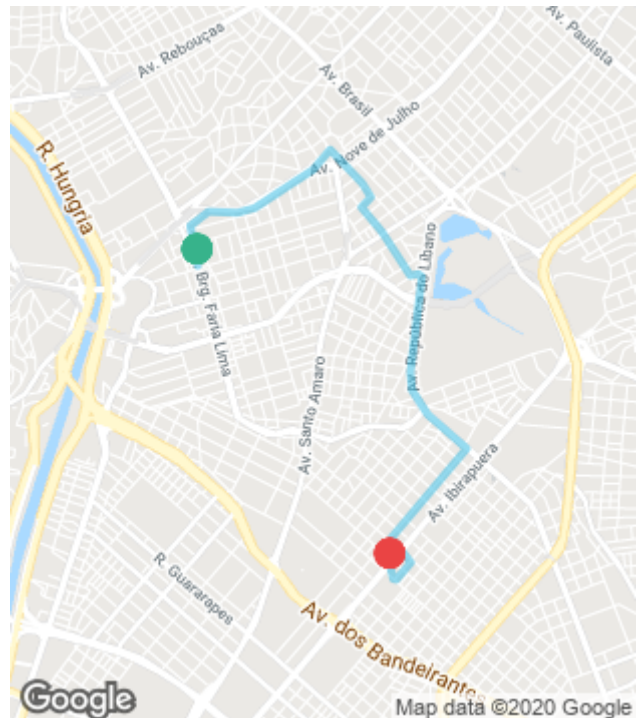 Av. Paulista
Av. Rebouças
Av. Brasil
Av. Nove de Julho
R. Hungria
Av. República do Líbano
Brg. Faria Lima
Av. Santo Amaro
Av. Ibirapuera
R. Guararapes
Av. dos Bandeirantes
Google
Map data ©2020 Google